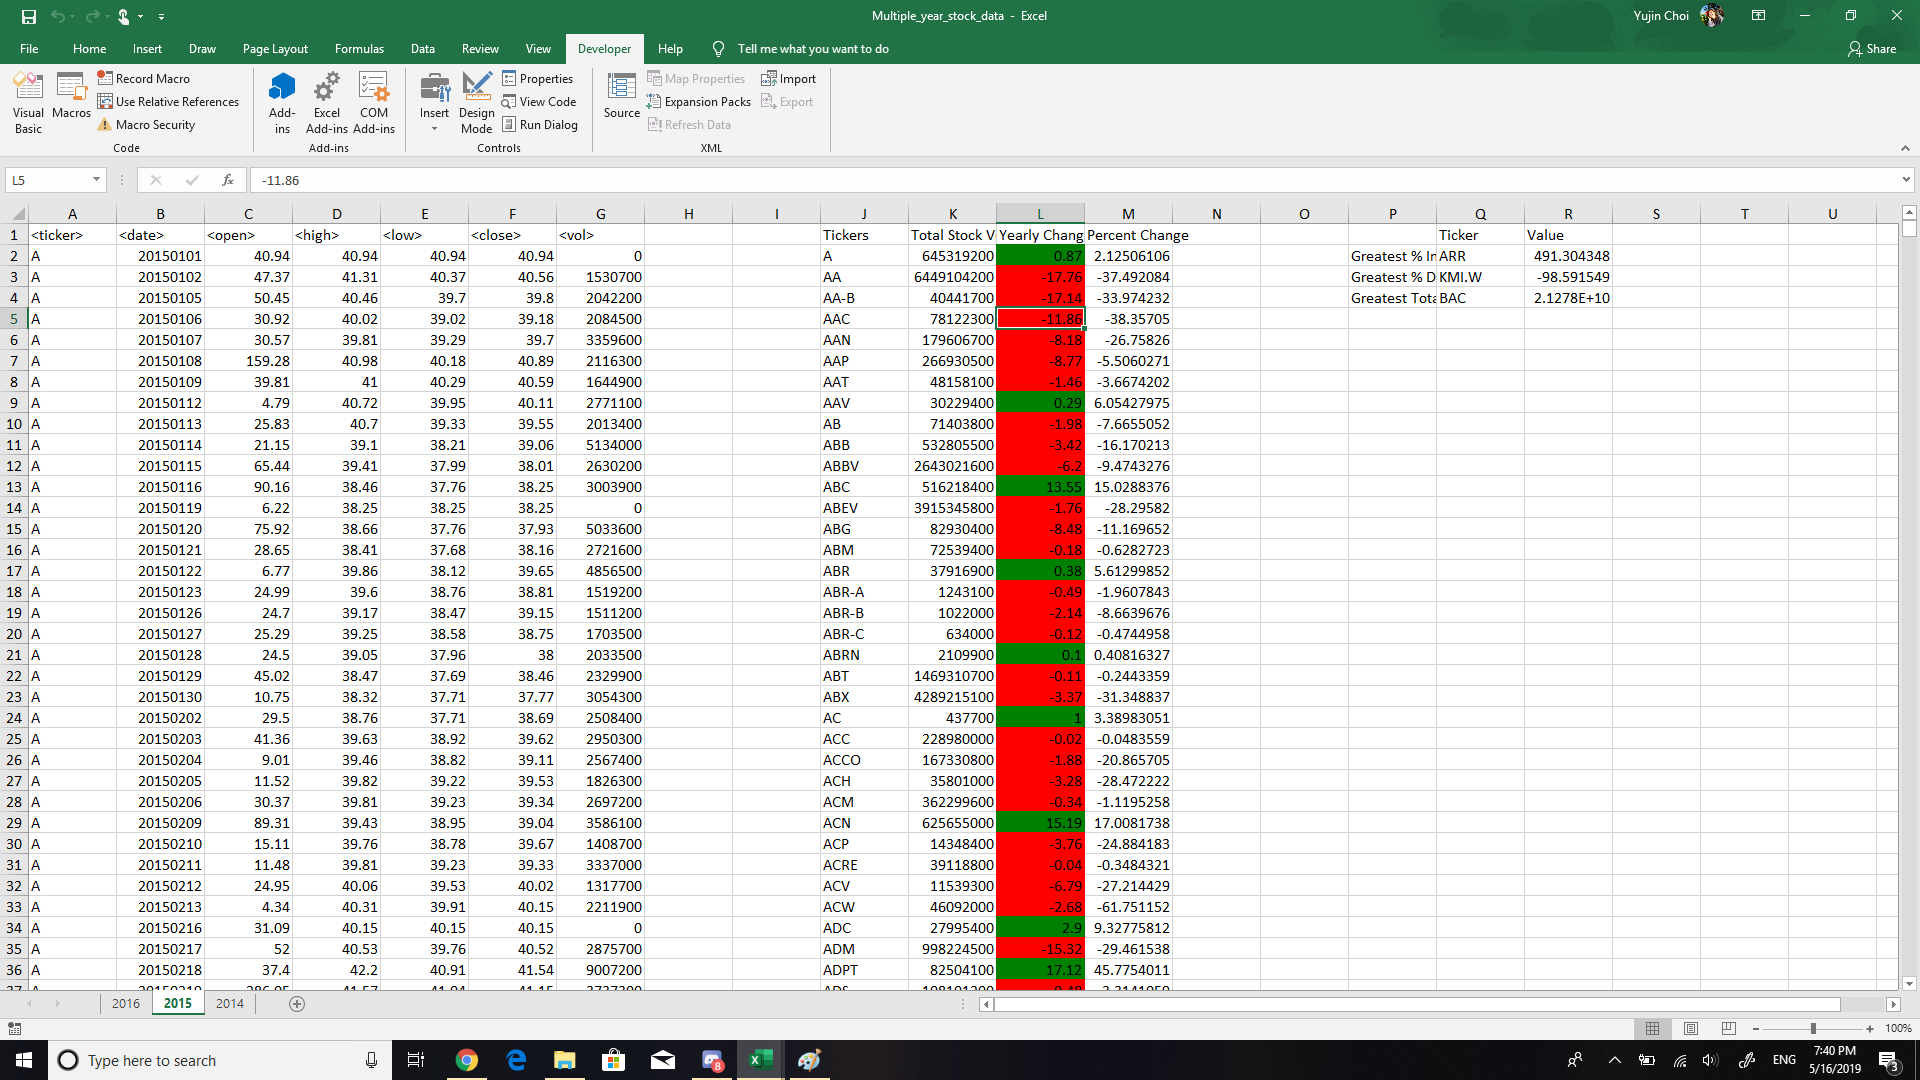 Multiple_year_stock_data - Excel
Yujin Choi
File Home Insert Draw Page Layout Formulas Data Review View Developer Help Tell me what you want to do Share
Visual Basic
Macros
Record Macro
Use Relative References
Macro Security
Code
Add-ins
Excel Add-ins
COM Add-ins
Add-ins
Insert
Design Mode
Properties
View Code
Run Dialog
Controls
Source
Map Properties
Expansion Packs
Refresh Data
Import
Export
XML
L5 fx -11.86
A B C D E F G H I J K L M N O P Q R S T U
1 <ticker> <date> <open> <high> <low> <close> <vol> Tickers Total Stock V Yearly Chang Percent Change Ticker Value
2 A 20150101 40.94 40.94 40.94 40.94 0 A 645319200 0.87 2.12506106 Greatest % In ARR 491.304348
3 A 20150102 47.37 41.31 40.37 40.56 1530700 AA 6449104200 -17.76 -37.492084 Greatest % D KMI.W -98.591549
4 A 20150105 50.45 40.46 39.7 39.8 2042200 AA-B 40441700 -17.14 -33.974232 Greatest Tota BAC 2.1278E+10
5 A 20150106 30.92 40.02 39.02 39.18 2084500 AAC 78122300 -11.86 -38.35705
6 A 20150107 30.57 39.81 39.29 39.7 3359600 AAN 179606700 -8.18 -26.75826
7 A 20150108 159.28 40.98 40.18 40.89 2116300 AAP 266930500 -8.77 -5.5060271
8 A 20150109 39.81 41 40.29 40.59 1644900 AAT 48158100 -1.46 -3.6674202
9 A 20150112 4.79 40.72 39.95 40.11 2771100 AAV 30229400 0.29 6.05427975
10 A 20150113 25.83 40.7 39.33 39.55 2013400 AB 71403800 -1.98 -7.6655052
11 A 20150114 21.15 39.1 38.21 39.06 5134000 ABB 532805500 -3.42 -16.170213
12 A 20150115 65.44 39.41 37.99 38.01 2630200 ABBV 2643021600 -6.2 -9.4743276
13 A 20150116 90.16 38.46 37.76 38.25 3003900 ABC 516218400 13.55 15.0288376
14 A 20150119 6.22 38.25 38.25 38.25 0 ABEV 3915345800 -1.76 -28.29582
15 A 20150120 75.92 38.66 37.76 37.93 5033600 ABG 82930400 -8.48 -11.169652
16 A 20150121 28.65 38.41 37.68 38.16 2721600 ABM 72539400 -0.18 -0.6282723
17 A 20150122 6.77 39.86 38.12 39.65 4856500 ABR 37916900 0.38 5.61299852
18 A 20150123 24.99 39.6 38.76 38.81 1519200 ABR-A 1243100 -0.49 -1.9607843
19 A 20150126 24.7 39.17 38.47 39.15 1511200 ABR-B 1022000 -2.14 -8.6639676
20 A 20150127 25.29 39.25 38.58 38.75 1703500 ABR-C 634000 -0.12 -0.4744958
21 A 20150128 24.5 39.05 37.96 38 2033500 ABRN 2109900 0.1 0.40816327
22 A 20150129 45.02 38.47 37.69 38.46 2329900 ABT 1469310700 -0.11 -0.2443359
23 A 20150130 10.75 38.32 37.71 37.77 3054300 ABX 4289215100 -3.37 -31.348837
24 A 20150202 29.5 38.76 37.71 38.69 2508400 AC 437700 1 3.38983051
25 A 20150203 41.36 39.63 38.92 39.62 2950300 ACC 228980000 -0.02 -0.0483559
26 A 20150204 9.01 39.46 38.82 39.11 2567400 ACCO 167330800 -1.88 -20.865705
27 A 20150205 11.52 39.82 39.22 39.53 1826300 ACH 35801000 -3.28 -28.472222
28 A 20150206 30.37 39.81 39.23 39.34 2697200 ACM 362299600 -0.34 -1.1195258
29 A 20150209 89.31 39.43 38.95 39.04 3586100 ACN 625655000 15.19 17.0081738
30 A 20150210 15.11 39.76 38.78 39.67 1408700 ACP 14348400 -3.76 -24.884183
31 A 20150211 11.48 39.81 39.23 39.33 3337000 ACRE 39118800 -0.04 -0.3484321
32 A 20150212 24.95 40.06 39.53 40.02 1317700 ACV 11539300 -6.79 -27.214429
33 A 20150213 4.34 40.31 39.91 40.15 2211900 ACW 46092000 -2.68 -61.751152
34 A 20150216 31.09 40.15 40.15 40.15 0 ADC 27995400 2.9 9.32775812
35 A 20150217 52 40.53 39.76 40.52 2875700 ADM 998224500 -15.32 -29.461538
36 A 20150218 37.4 42.2 40.91 41.54 9007200 ADPT 82504100 17.12 45.7754011
2016 2015 2014
100%
Type here to search
8
ENG
7:40 PM
5/16/2019
3